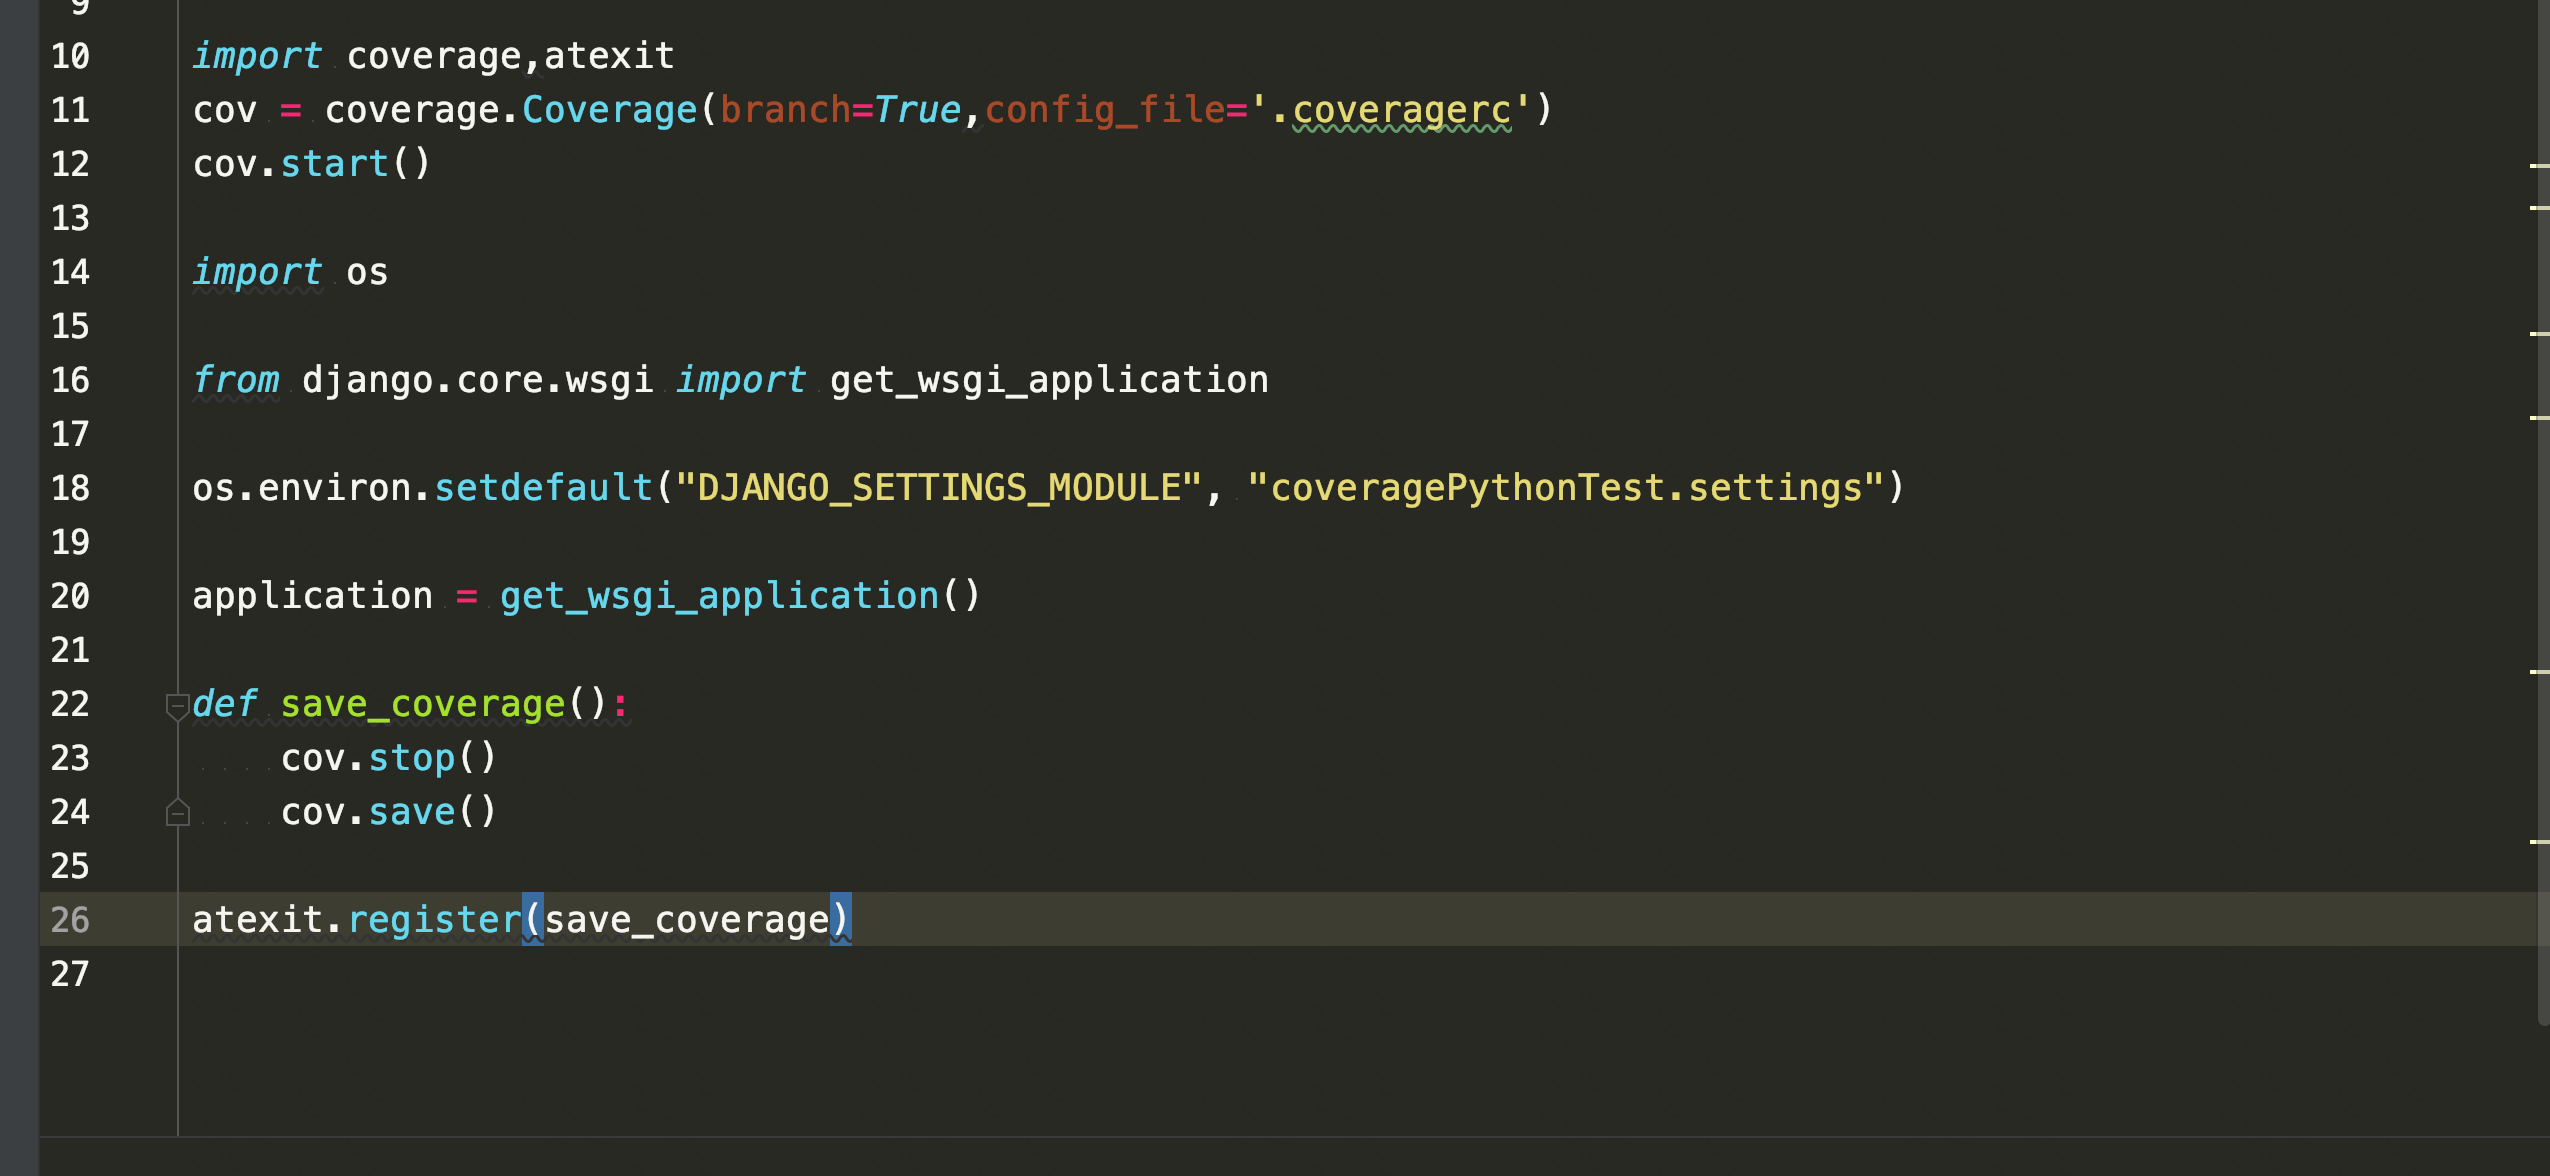 9
10 import coverage,atexit
11 cov = coverage.Coverage(branch=True,config_file='.coveragerc')
12 cov.start()
13
14 import os
15
16 from django.core.wsgi import get_wsgi_application
17
18 os.environ.setdefault("DJANGO_SETTINGS_MODULE", "coveragePythonTest.settings")
19
20 application = get_wsgi_application()
21
22 def save_coverage():
23     cov.stop()
24     cov.save()
25
26 atexit.register(save_coverage)
27